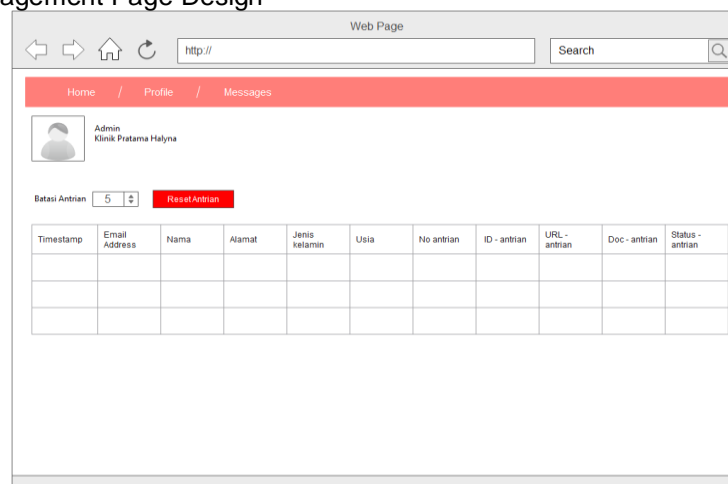 agement Page Design
Web Page
http://
Search
Home / Profile / Messages
Admin
Klinik Pratama Halyna
Batasi Antrian 5 Reset Antrian
Timestamp Email Address Nama Alamat Jenis kelamin Usia No antrian ID - antrian URL - antrian Doc - antrian Status - antrian